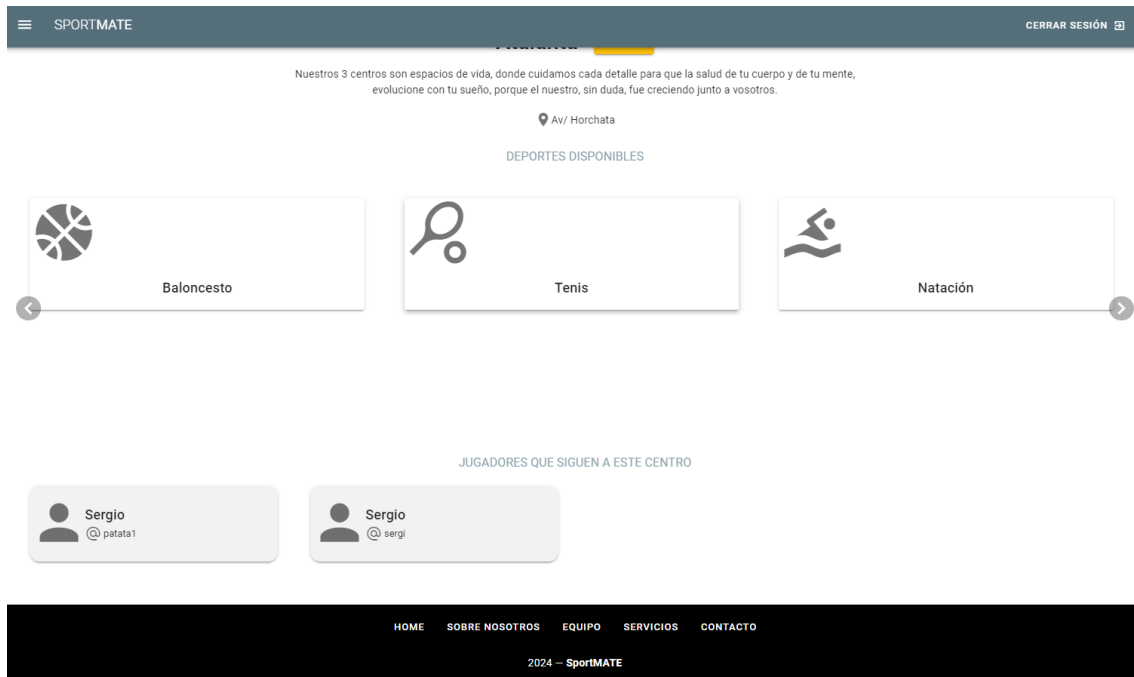 SPORTMATE
CERRAR SESIÓN
Nuestros 3 centros son espacios de vida, donde cuidamos cada detalle para que la salud de tu cuerpo y de tu mente,
evolucione con tu sueño, porque el nuestro, sin duda, fue creciendo junto a vosotros.
Av/ Horchata
DEPORTES DISPONIBLES
Baloncesto
Tenis
Natación
JUGADORES QUE SIGUEN A ESTE CENTRO
Sergio
@ patata1
Sergio
@ sergi
HOME SOBRE NOSOTROS EQUIPO SERVICIOS CONTACTO
2024 — SportMATE